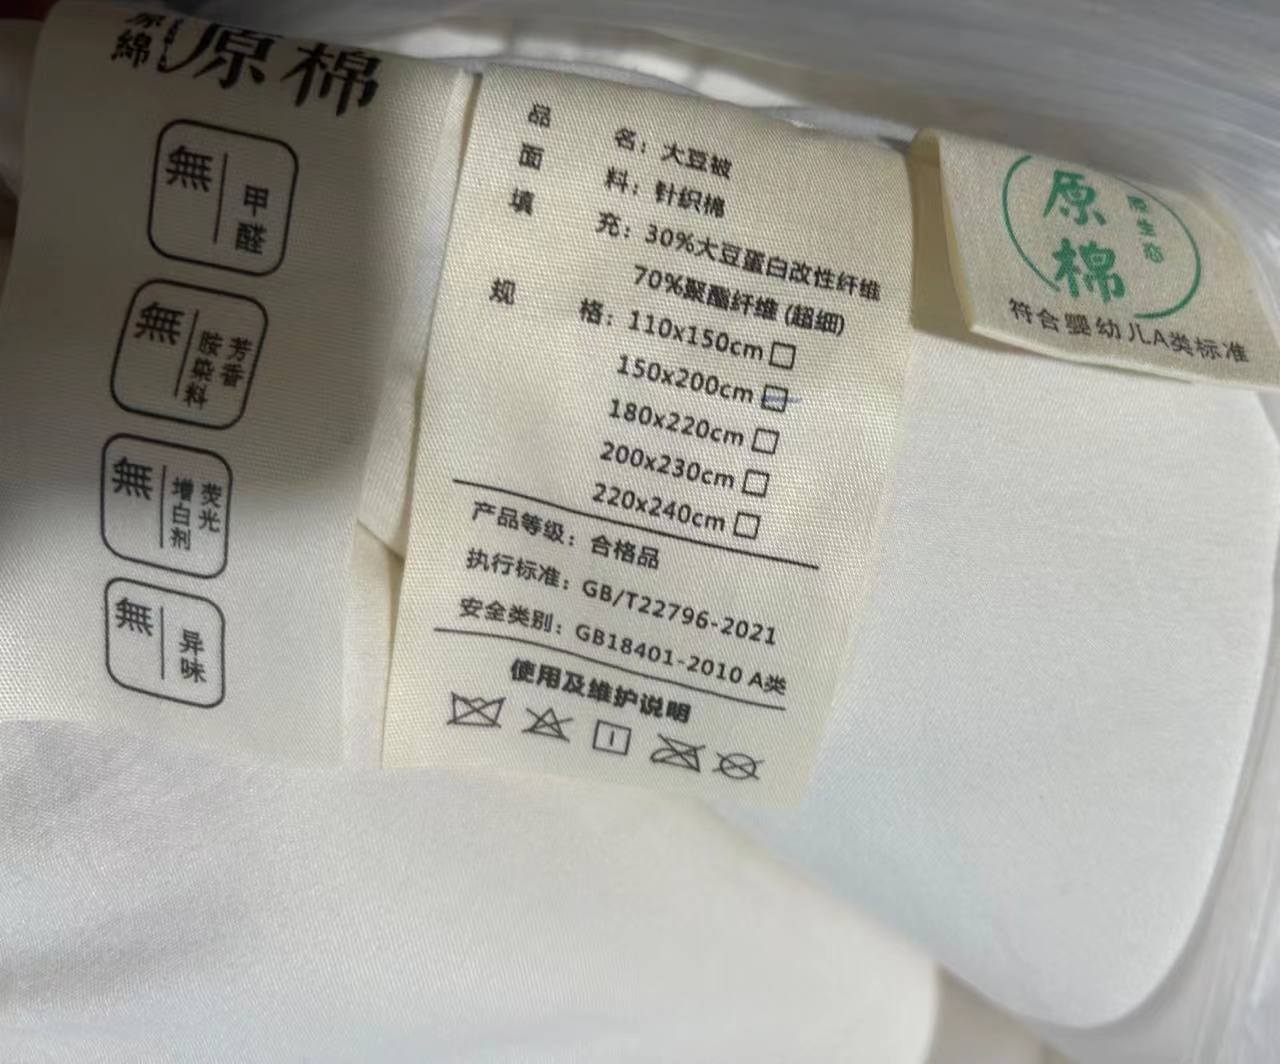 原綿
原棉
無 甲醛
無 芳香胺染料
無 荧光增白剂
無 异味
品 名：大豆被
面 料：针织棉
填 充：30%大豆蛋白改性纤维
70%聚酯纤维 (超细)
规 格：110x150cm
150x200cm
180x220cm
200x230cm
220x240cm
产品等级：合格品
执行标准：GB/T22796-2021
安全类别：GB18401-2010 A类
使用及维护说明
原棉
原生态
符合婴幼儿A类标准